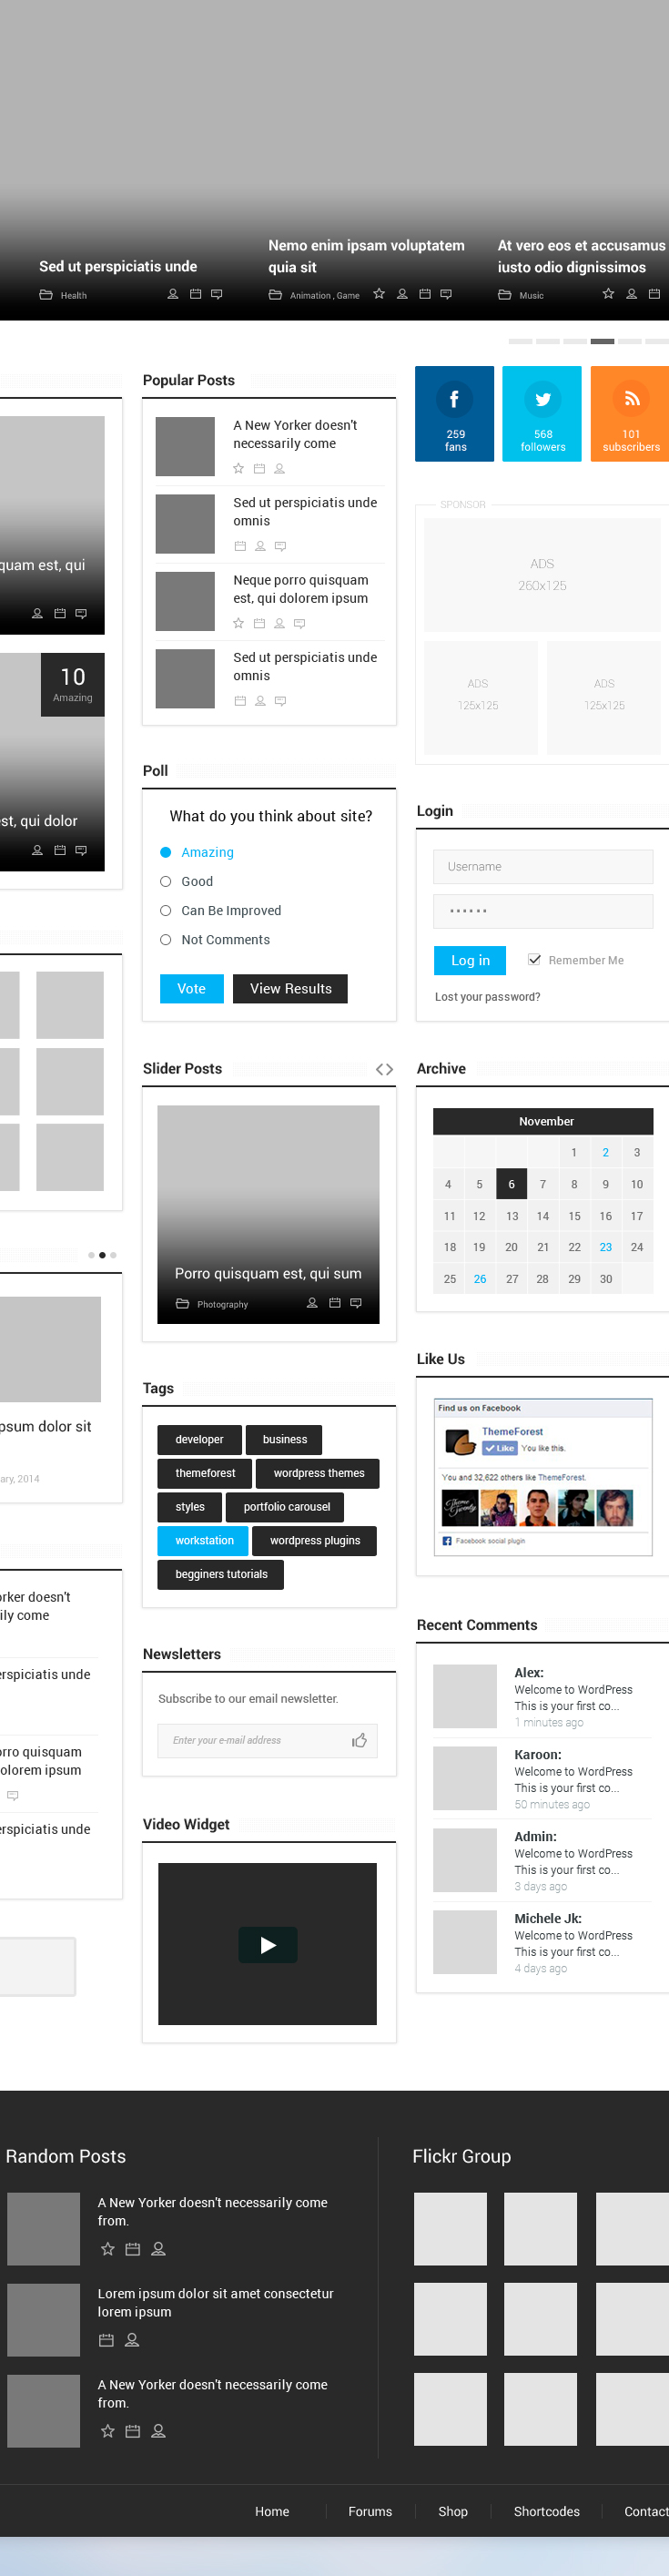 Sed ut perspiciatis unde
Health
Nemo enim ipsam voluptatem
quia sit
Animation , Game
At vero eos et accusamus
iusto odio dignissimos
Music
quam est, qui
10
Amazing
est, qui dolor
psum dolor sit
ary, 2014
orker doesn't
ily come
erspiciatis unde
orro quisquam
olorem ipsum
erspiciatis unde
Popular Posts
A New Yorker doesn't
necessarily come
Sed ut perspiciatis unde
omnis
Neque porro quisquam
est, qui dolorem ipsum
Sed ut perspiciatis unde
omnis
Poll
What do you think about site?
Amazing
Good
Can Be Improved
Not Comments
Vote
View Results
Slider Posts
Porro quisquam est, qui sum
Photography
Tags
developer
business
themeforest
wordpress themes
styles
portfolio carousel
workstation
wordpress plugins
begginers tutorials
Newsletters
Subscribe to our email newsletter.
Enter your e-mail address
Video Widget
259
fans
568
followers
101
subscribers
SPONSOR
ADS
260x125
ADS
125x125
ADS
125x125
Login
Username
Log in
Remember Me
Lost your password?
Archive
November
1 2 3
4 5 6 7 8 9 10
11 12 13 14 15 16 17
18 19 20 21 22 23 24
25 26 27 28 29 30
Like Us
Find us on Facebook
ThemeForest
Like You like this.
You and 32,622 others like ThemeForest.
Facebook social plugin
Recent Comments
Alex:
Welcome to WordPress
This is your first co...
1 minutes ago
Karoon:
Welcome to WordPress
This is your first co...
50 minutes ago
Admin:
Welcome to WordPress
This is your first co...
3 days ago
Michele Jk:
Welcome to WordPress
This is your first co...
4 days ago
Random Posts
A New Yorker doesn't necessarily come
from.
Lorem ipsum dolor sit amet consectetur
lorem ipsum
A New Yorker doesn't necessarily come
from.
Flickr Group
Home
Forums
Shop
Shortcodes
Contact